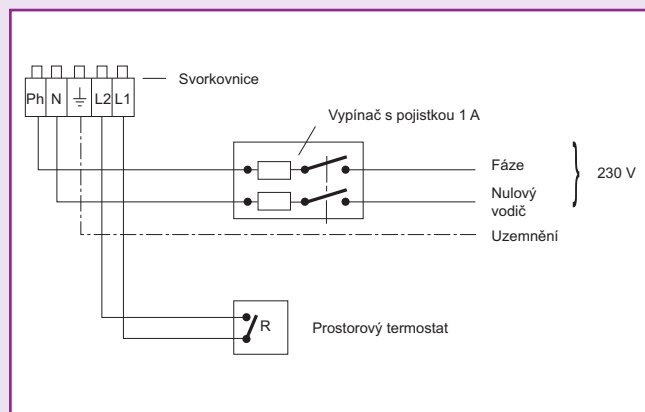 Svorkovnice
Ph N L2 L1
Vypínač s pojistkou 1 A
Fáze
230 V
Nulový
vodič
Uzemnění
R
Prostorový termostat